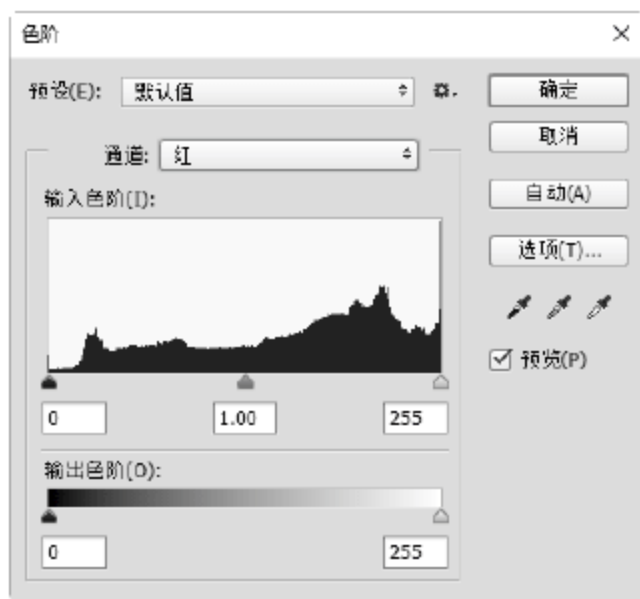 色阶
预设(E): 默认值
确定
取消
通道: 红
自动(A)
输入色阶(I):
选项(T)...
预览(P)
0 1.00 255
输出色阶(O):
0 255